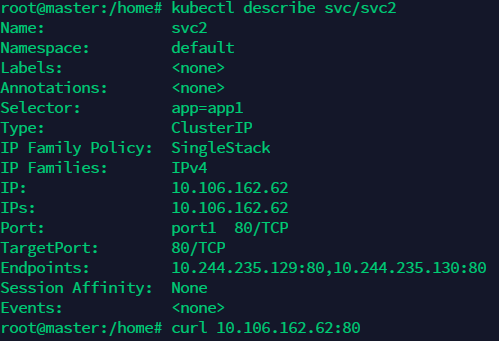 root@master:/home# kubectl describe svc/svc2
Name:              svc2
Namespace:         default
Labels:            <none>
Annotations:       <none>
Selector:          app=app1
Type:              ClusterIP
IP Family Policy:  SingleStack
IP Families:       IPv4
IP:                10.106.162.62
IPs:               10.106.162.62
Port:              port1  80/TCP
TargetPort:        80/TCP
Endpoints:         10.244.235.129:80,10.244.235.130:80
Session Affinity:  None
Events:            <none>
root@master:/home# curl 10.106.162.62:80